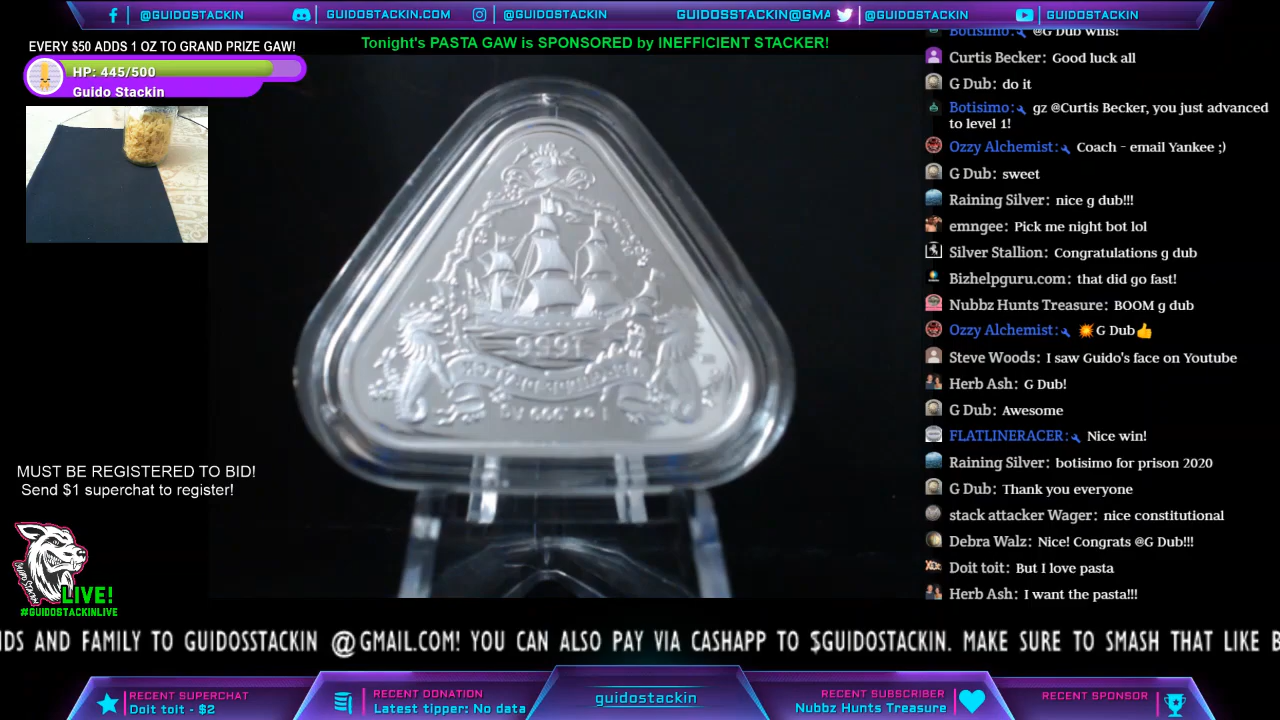 @GUIDOSTACKIN
GUIDOSTACKIN.COM
@GUIDOSTACKIN
GUIDOSSTACKIN@GMA
@GUIDOSTACKIN
GUIDOSTACKIN
EVERY $50 ADDS 1 OZ TO GRAND PRIZE GAW!
Tonight's PASTA GAW is SPONSORED by INEFFICIENT STACKER!
HP: 445/500
Guido Stackin
Botisimo: @G Dub wins!
Curtis Becker: Good luck all
G Dub: do it
Botisimo: gz @Curtis Becker, you just advanced
to level 1!
Ozzy Alchemist: Coach - email Yankee ;)
G Dub: sweet
Raining Silver: nice g dub!!!
emngee: Pick me night bot lol
Silver Stallion: Congratulations g dub
Bizhelpguru.com: that did go fast!
Nubbz Hunts Treasure: BOOM g dub
Ozzy Alchemist: 💥G Dub👍
Steve Woods: I saw Guido's face on Youtube
Herb Ash: G Dub!
G Dub: Awesome
FLATLINERACER: Nice win!
Raining Silver: botisimo for prison 2020
G Dub: Thank you everyone
stack attacker Wager: nice constitutional
Debra Walz: Nice! Congrats @G Dub!!!
Doit toit: But I love pasta
Herb Ash: I want the pasta!!!
MUST BE REGISTERED TO BID!
Send $1 superchat to register!
GUIDO STACKIN
LIVE!
#GUIDOSTACKINLIVE
NDS AND FAMILY TO GUIDOSSTACKIN @GMAIL.COM! YOU CAN ALSO PAY VIA CASHAPP TO $GUIDOSTACKIN. MAKE SURE TO SMASH THAT LIKE B
RECENT SUPERCHAT
Doit toit - $2
RECENT DONATION
Latest tipper: No data
guidostackin
RECENT SUBSCRIBER
Nubbz Hunts Treasure
RECENT SPONSOR